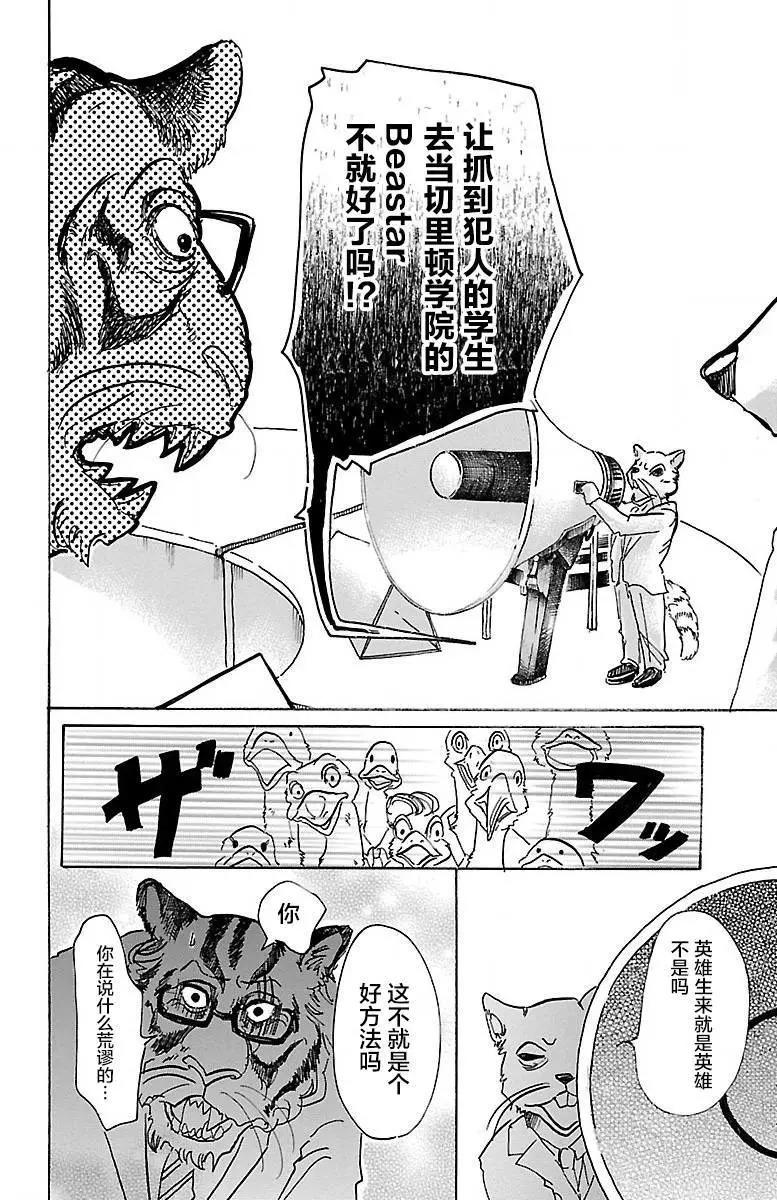 让抓到犯人的学生
去当切里顿学院的
Beastar
不就好了吗!?
ザワッ
英雄生来就是英雄
不是吗
这不就是个
好方法吗
你
你在说什么荒谬的…